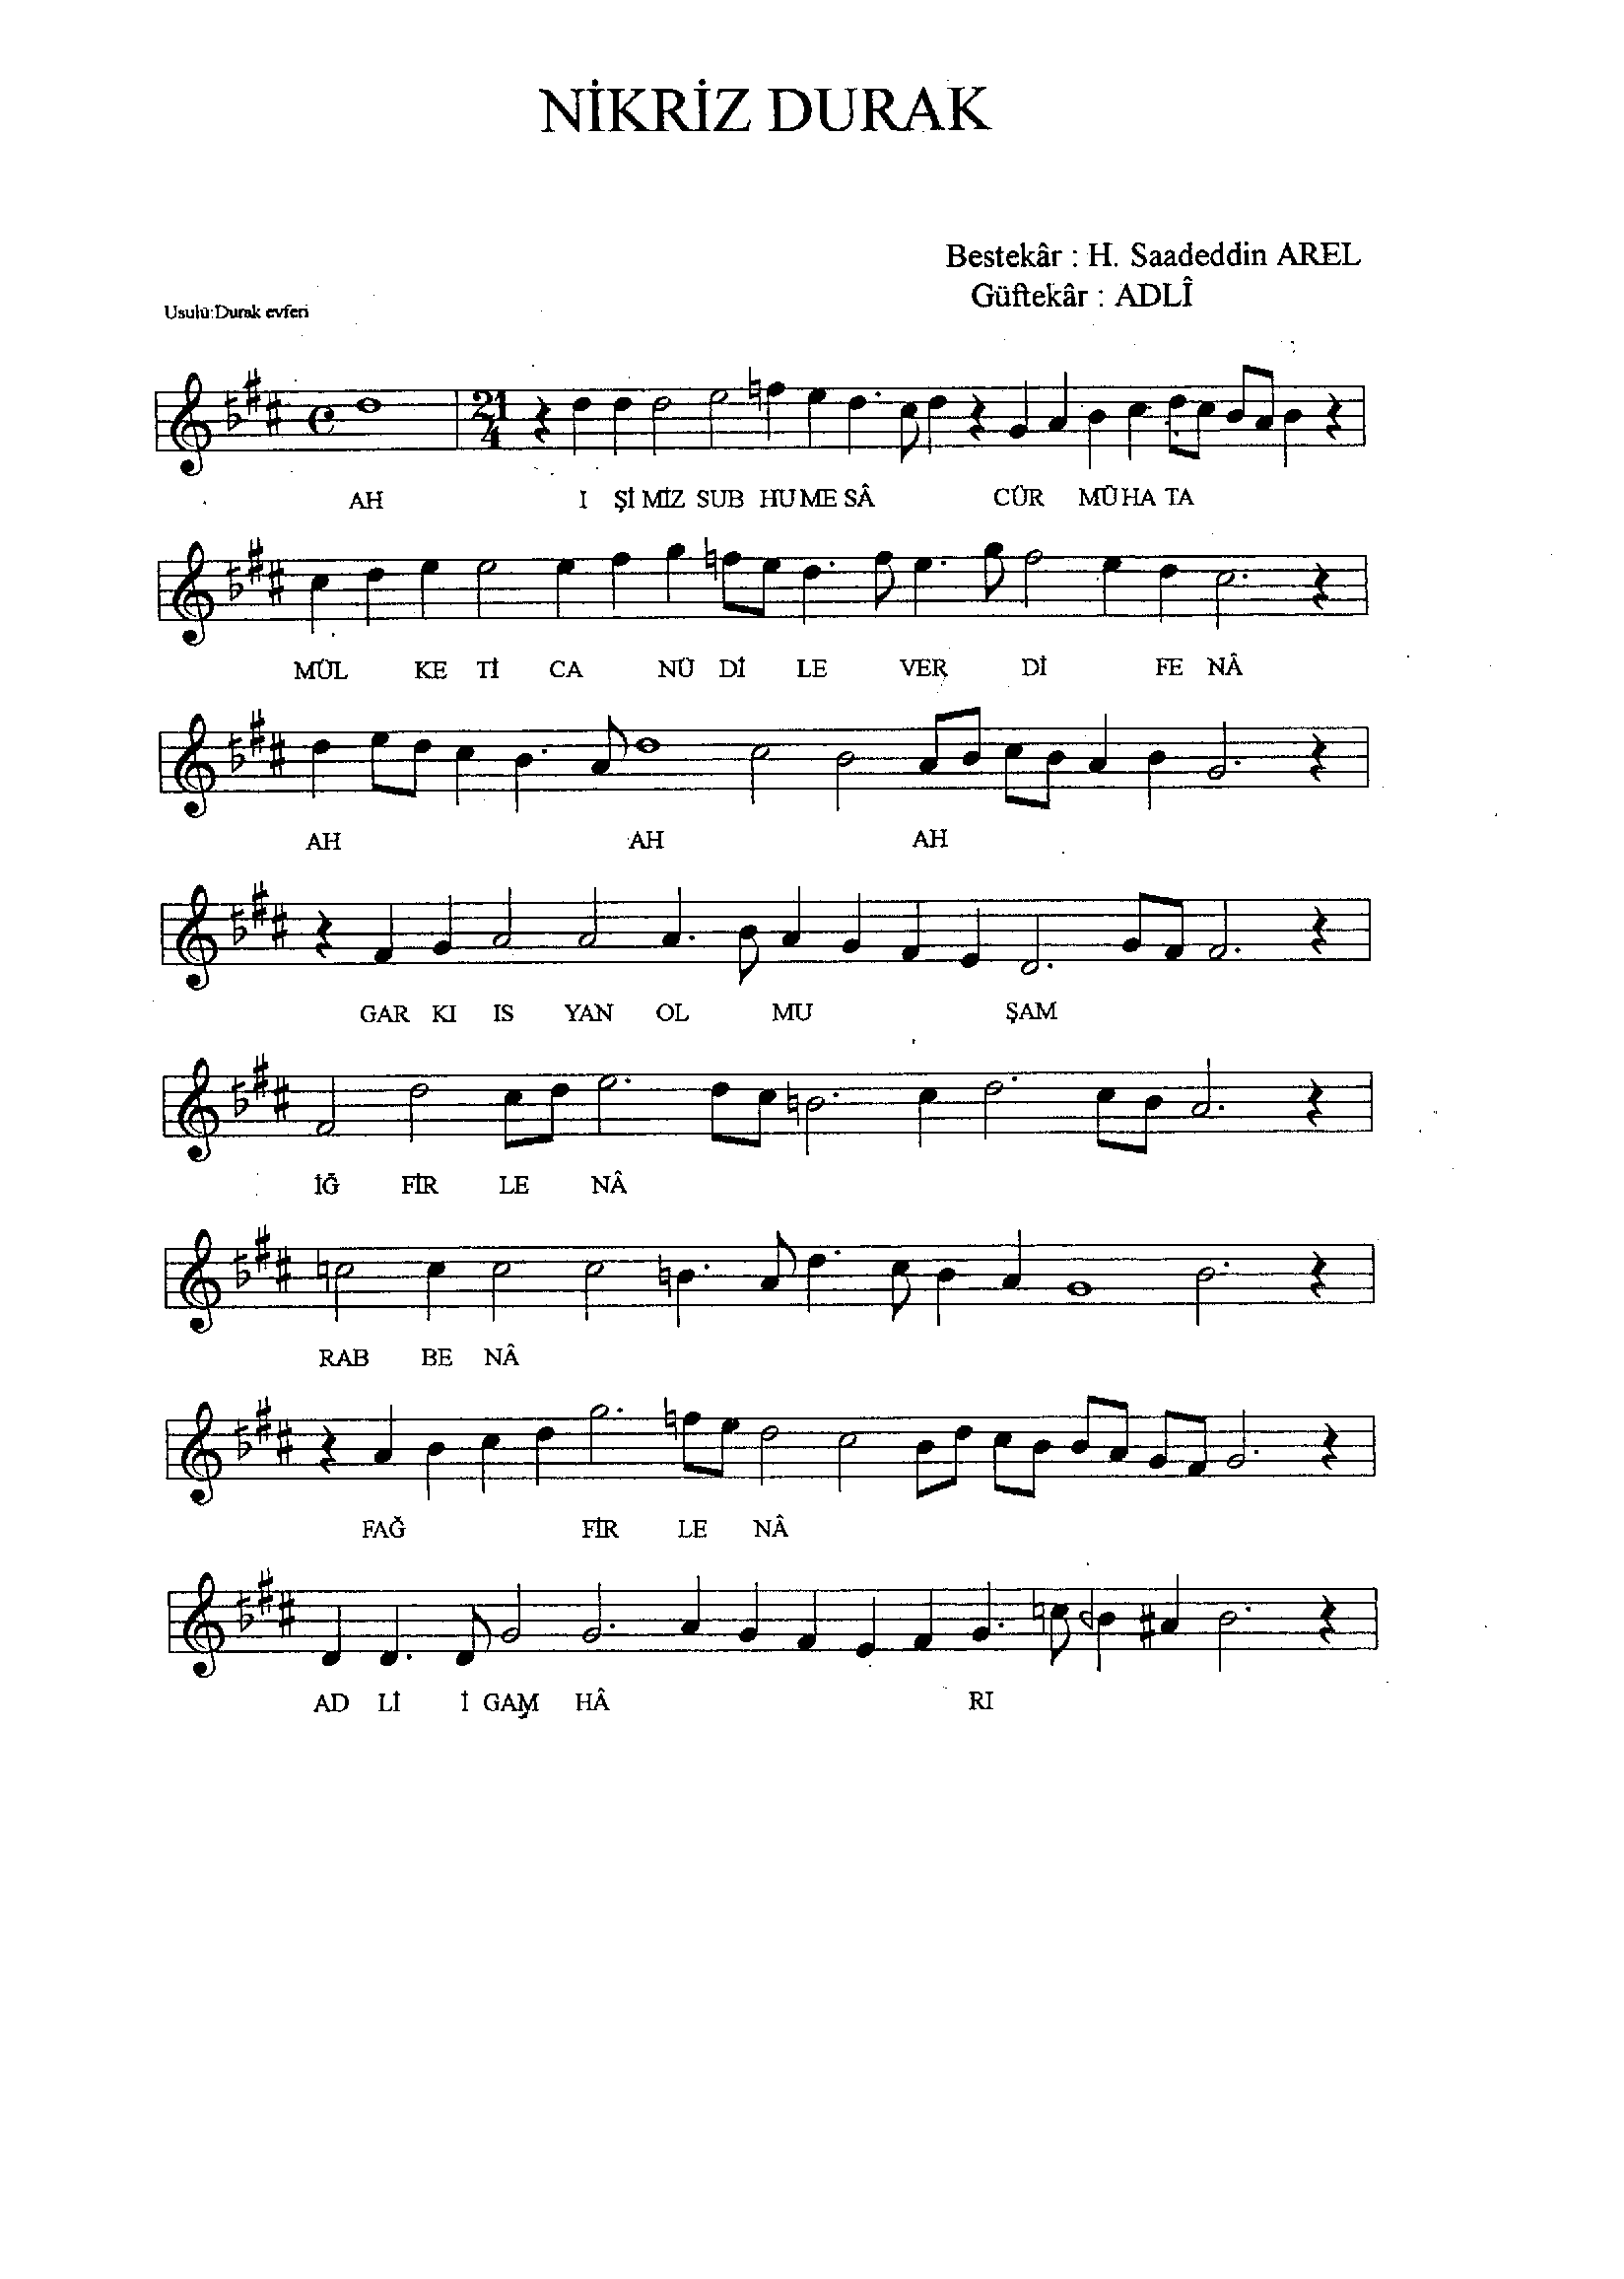 NİKRİZ DURAK
Bestekâr : H. Saadeddin AREL
Güftekâr : ADLÎ
Usulü:Durak evferi
21
4
AH I Şİ MİZ SUB HU ME SÂ CÜR MÜ HA TA
MÜL KE Tİ CA NÜ Dİ LE VER Dİ FE NÂ
AH AH AH
GAR KI IS YAN OL MU ŞAM
İĞ FİR LE NÂ
RAB BE NÂ
FAĞ FİR LE NÂ
AD Lİ İ GAM HÂ RI